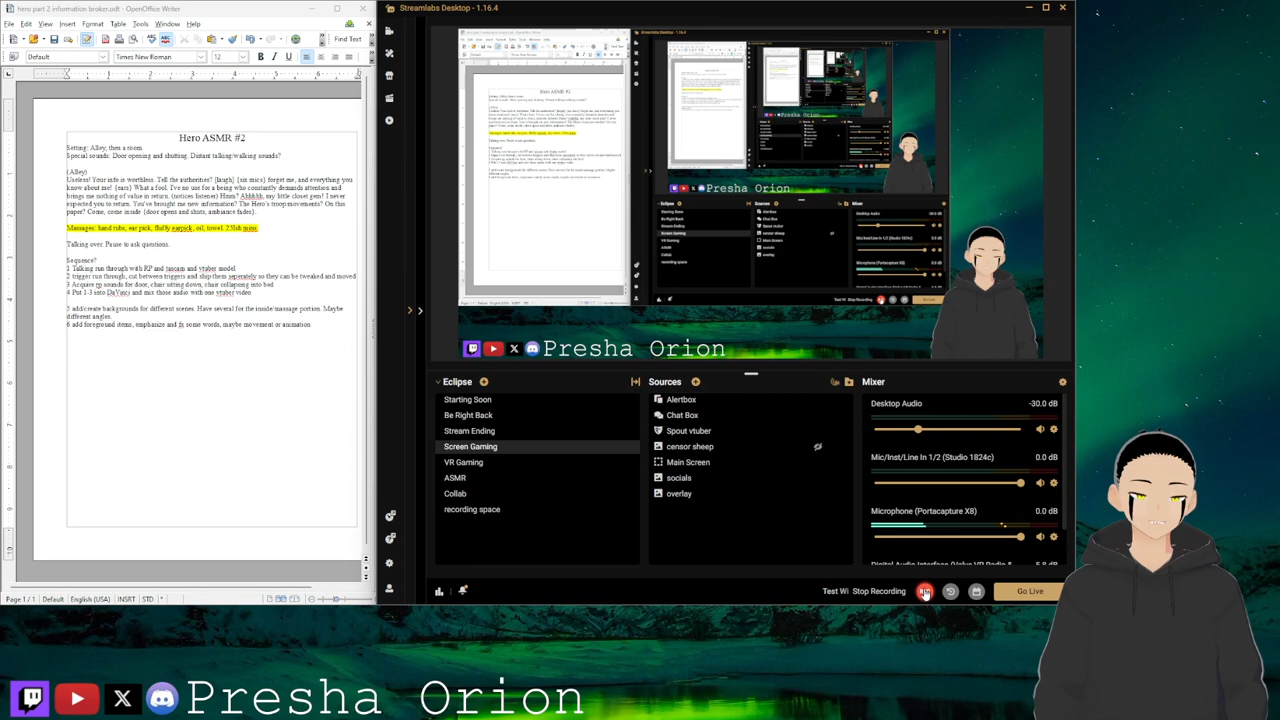 hero part 2 information broker.odt - OpenOffice Writer
File Edit View Insert Format Table Tools Window Help
Find Text
Default Times New Roman 12 B I U
Hero ASMR #2
Setting: Alley then a room
Special sounds: Door opening and shutting. Distant talking/walking sounds?
(Alley)
Useless! Your info is worthless. The authorities? [laugh] {sot mics} forget me, and everything you
know about me! {ears} What a fool. I've no use for a being who constantly demands attention and
brings me nothing of value in return, (notices listener) Hmm? Ahhhhh, my little closet gem! I never
expected you to return. You've brought me new information? The Hero's troop movements? On this
paper? Come, come inside {door opens and shuts, ambiance fades}.
Massages: hand rubs, ear pick, fluffy earpick, oil, towel. 25Ish mins.
Talking over. Pause to ask questions.
Sequence?
1 Talking run through with RP and tascam and vtuber model
2 trigger run through, cut between triggers and ship them seperately so they can be tweaked and moved
3 Acquire gp sounds for door, chair sitting down, chair collapsing into bed
4 Put 1-3 into DaVinci and mix those audio with one vtuber video
5 add/create backgrounds for different scenes. Have several for the inside/massage portion. Maybe
different angles.
6 add foreground items, emphasize and fx some words, maybe movement or animation
Page 1 / 1 Default English (USA) INSRT STD *
Streamlabs Desktop - 1.16.4
Presha Orion
Presha Orion
Eclipse
Starting Soon
Be Right Back
Stream Ending
Screen Gaming
VR Gaming
ASMR
Collab
recording space
Sources
Alertbox
Chat Box
Spout vtuber
censor sheep
Main Screen
socials
overlay
Mixer
Desktop Audio -30.0 dB
Mic/Inst/Line In 1/2 (Studio 1824c) 0.0 dB
Microphone (Portacapture X8) 0.0 dB
Digital Audio Interface (Valve VR Radio &
Test Wi Stop Recording Go Live
Presha Orion